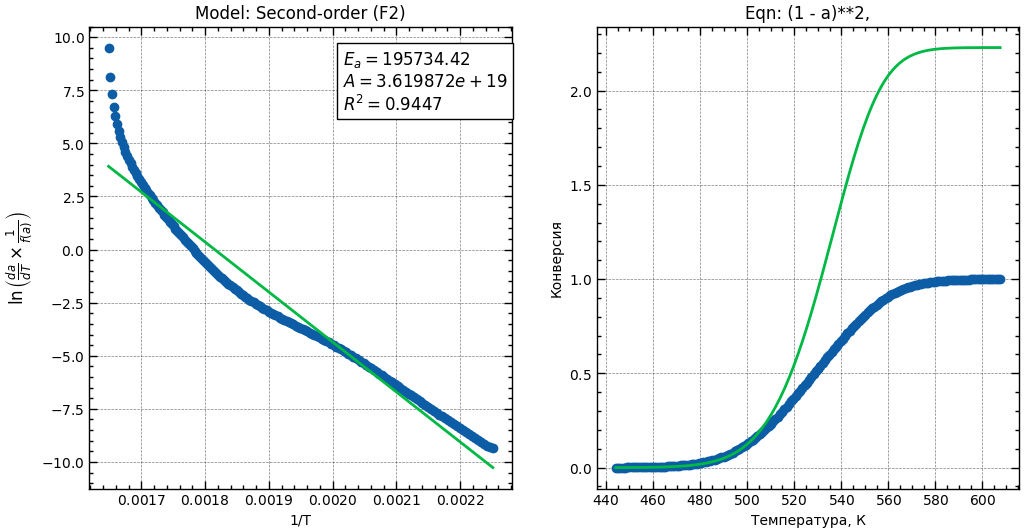 Model: Second-order (F2)
Eqn: (1 - a)**2,
E_a = 195734.42
A = 3.619872e + 19
R^2 = 0.9447
ln(da/dT × 1/f(a))
10.0
7.5
5.0
2.5
0.0
−2.5
−5.0
−7.5
−10.0
0.0017 0.0018 0.0019 0.0020 0.0021 0.0022
1/T
Конверсия
2.0
1.5
1.0
0.5
0.0
440 460 480 500 520 540 560 580 600
Температура, К